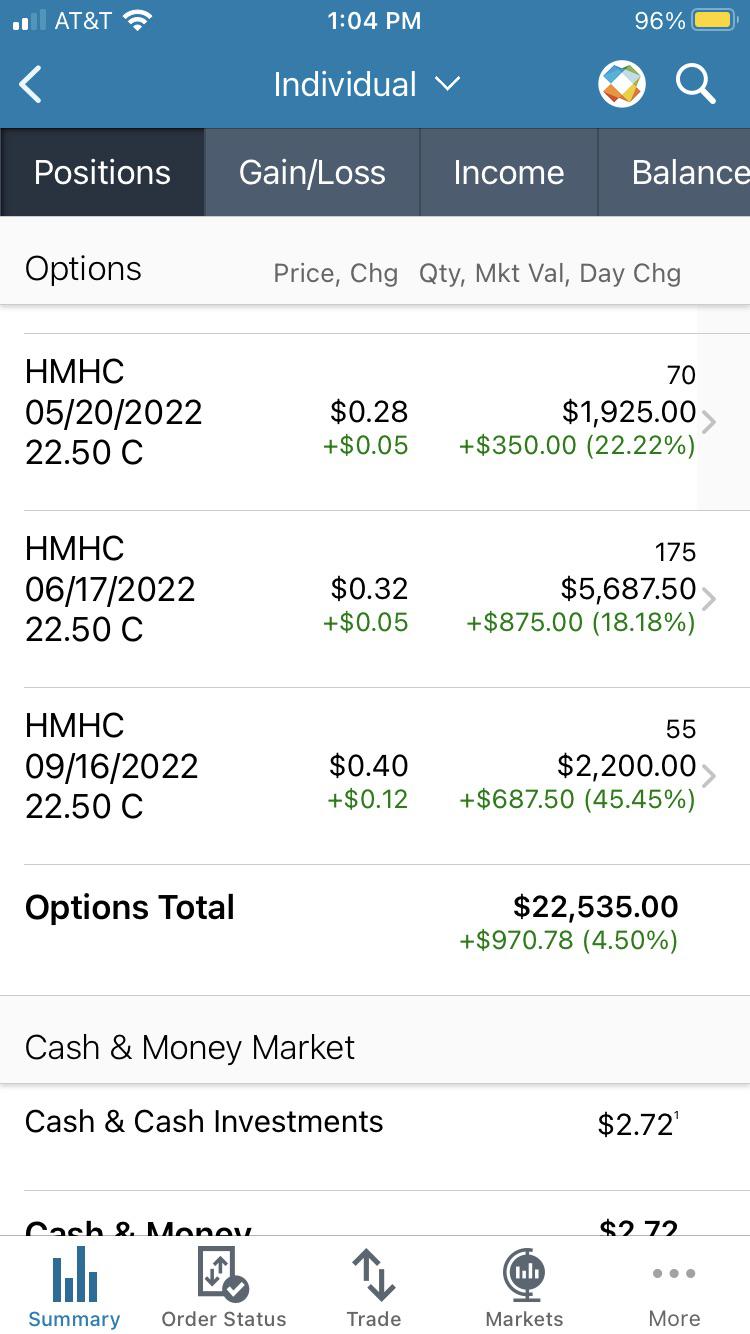 AT&T 1:04 PM 96%
Individual
Positions Gain/Loss Income Balance
Options Price, Chg Qty, Mkt Val, Day Chg
HMHC 70
05/20/2022 $0.28 $1,925.00
22.50 C +$0.05 +$350.00 (22.22%)
HMHC 175
06/17/2022 $0.32 $5,687.50
22.50 C +$0.05 +$875.00 (18.18%)
HMHC 55
09/16/2022 $0.40 $2,200.00
22.50 C +$0.12 +$687.50 (45.45%)
Options Total $22,535.00
+$970.78 (4.50%)
Cash & Money Market
Cash & Cash Investments $2.72¹
Cash & Money $2.72
Summary Order Status Trade Markets More